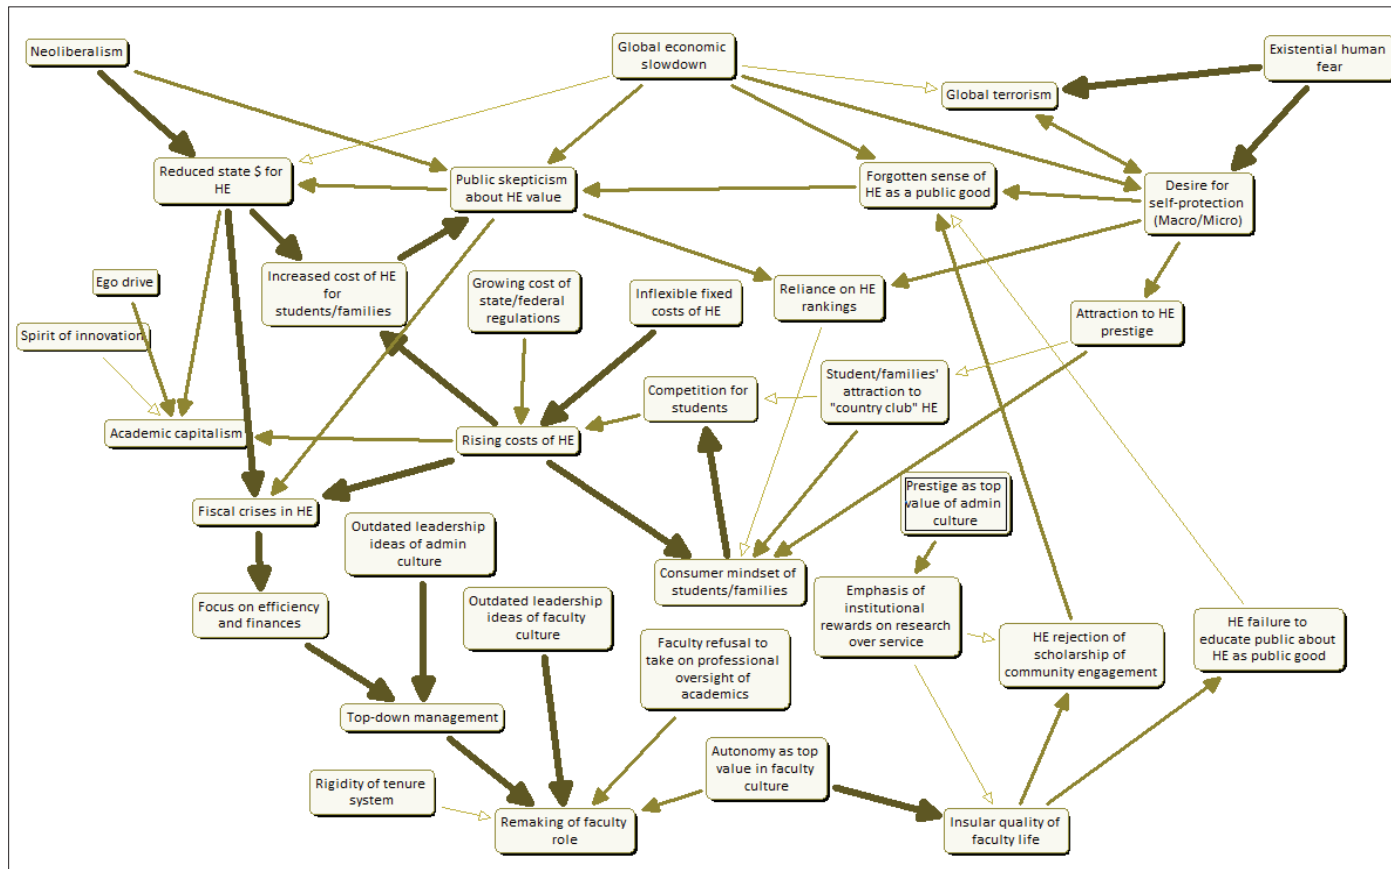 Neoliberalism
Global economic
slowdown
Existential human
fear
Global terrorism
Reduced state $ for
HE
Public skepticism
about HE value
Forgotten sense of
HE as a public good
Desire for
self-protection
(Macro/Micro)
Ego drive
Increased cost of HE
for
students/families
Growing cost of
state/federal
regulations
Inflexible fixed
costs of HE
Reliance on HE
rankings
Attraction to HE
prestige
Spirit of innovation
Competition for
students
Student/families'
attraction to
"country club" HE
Academic capitalism
Rising costs of HE
Prestige as top
value of admin
culture
Fiscal crises in HE
Outdated leadership
ideas of admin
culture
Consumer mindset of
students/families
Emphasis of
institutional
rewards on research
over service
Focus on efficiency
and finances
Outdated leadership
ideas of faculty
culture
Faculty refusal to
take on professional
oversight of
academics
HE rejection of
scholarship of
community engagement
HE failure to
educate public about
HE as public good
Top-down management
Autonomy as top
value in faculty
culture
Rigidity of tenure
system
Remaking of faculty
role
Insular quality of
faculty life